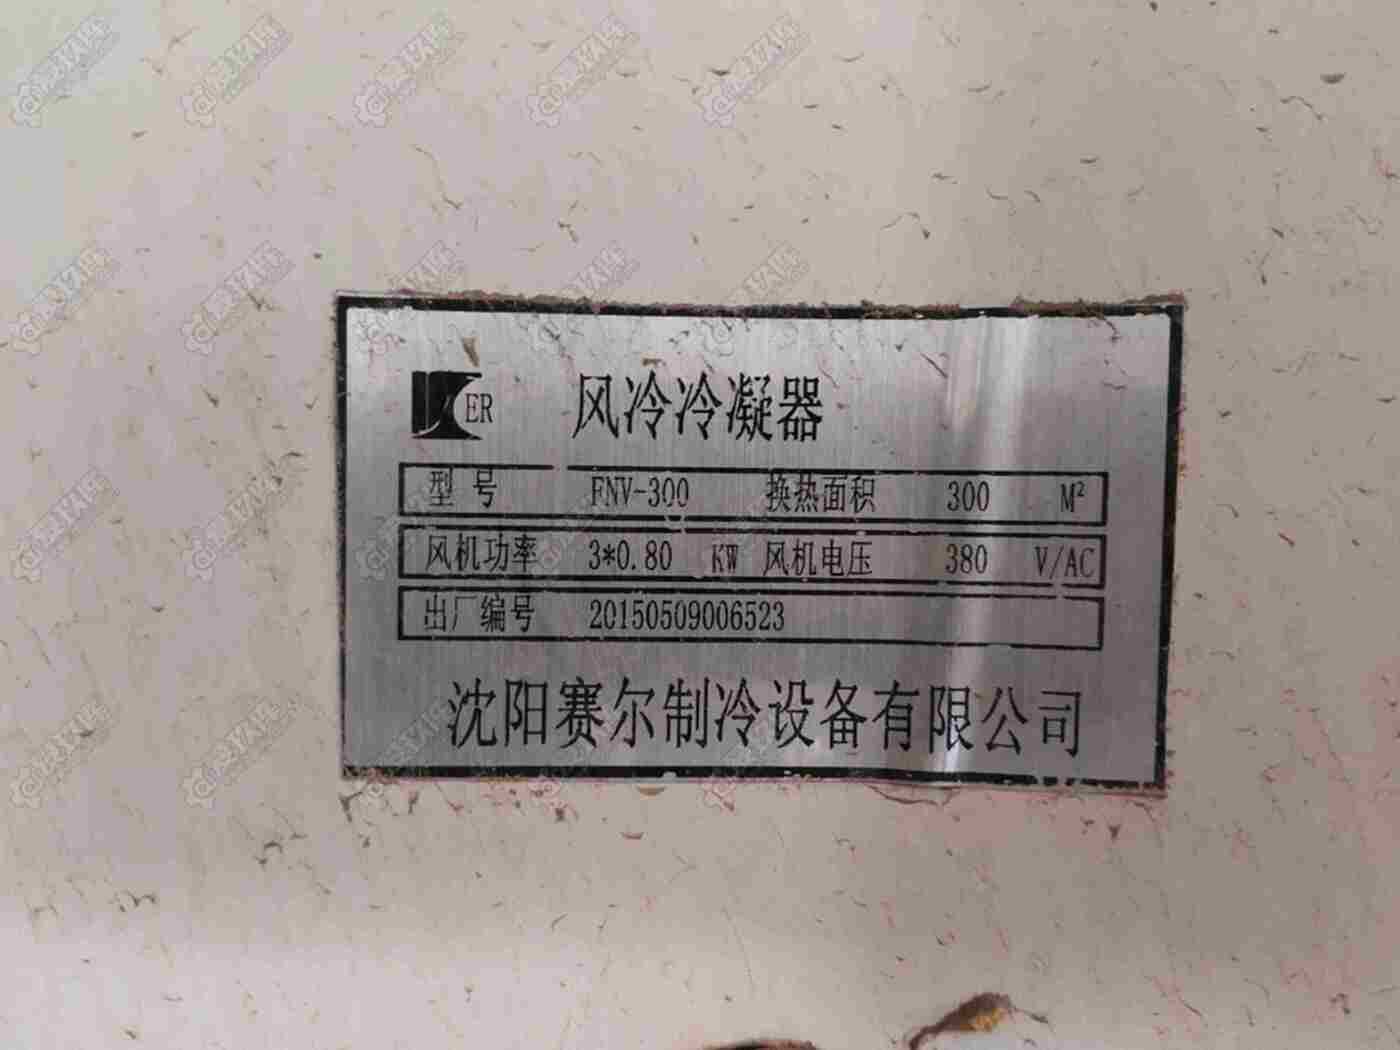 ER 风冷冷凝器
型号 FNV-300 换热面积 300 M²
风机功率 3*0.80 KW 风机电压 380 V/AC
出厂编号 20150509006523
沈阳赛尔制冷设备有限公司